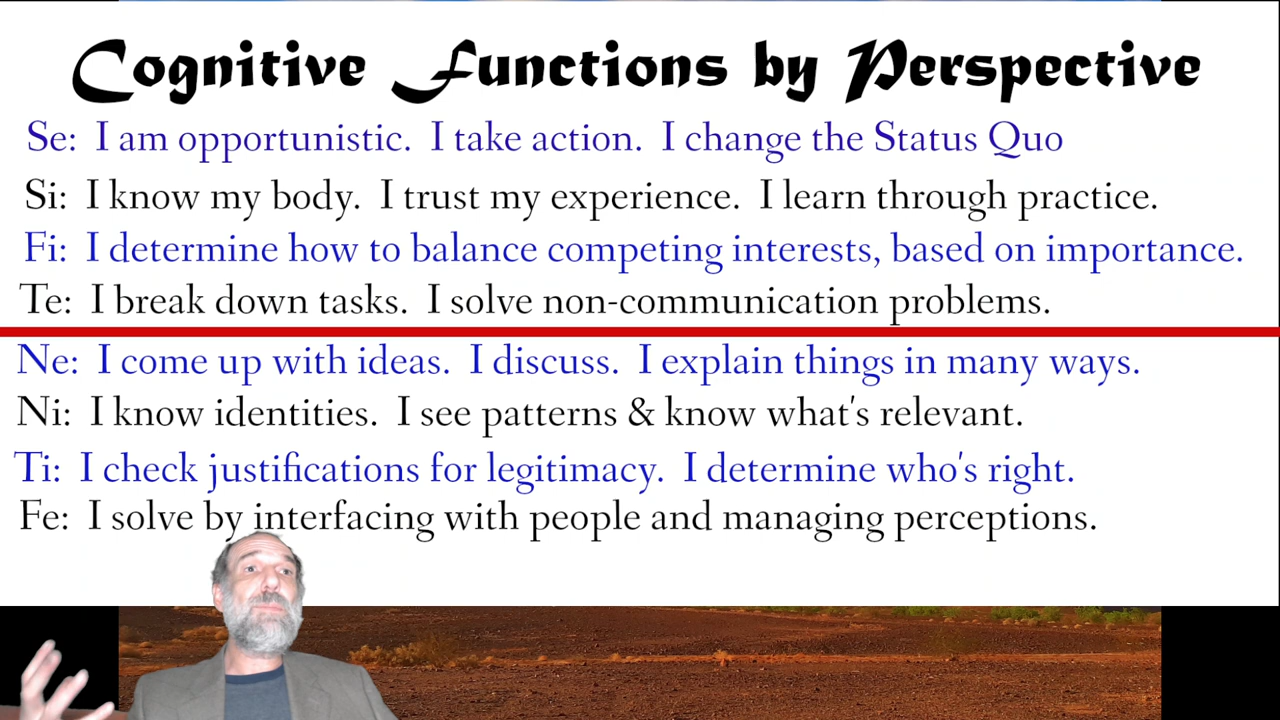 Cognitive Functions by Perspective
Se: I am opportunistic. I take action. I change the Status Quo
Si: I know my body. I trust my experience. I learn through practice.
Fi: I determine how to balance competing interests, based on importance.
Te: I break down tasks. I solve non-communication problems.
Ne: I come up with ideas. I discuss. I explain things in many ways.
Ni: I know identities. I see patterns & know what's relevant.
Ti: I check justifications for legitimacy. I determine who's right.
Fe: I solve by interfacing with people and managing perceptions.